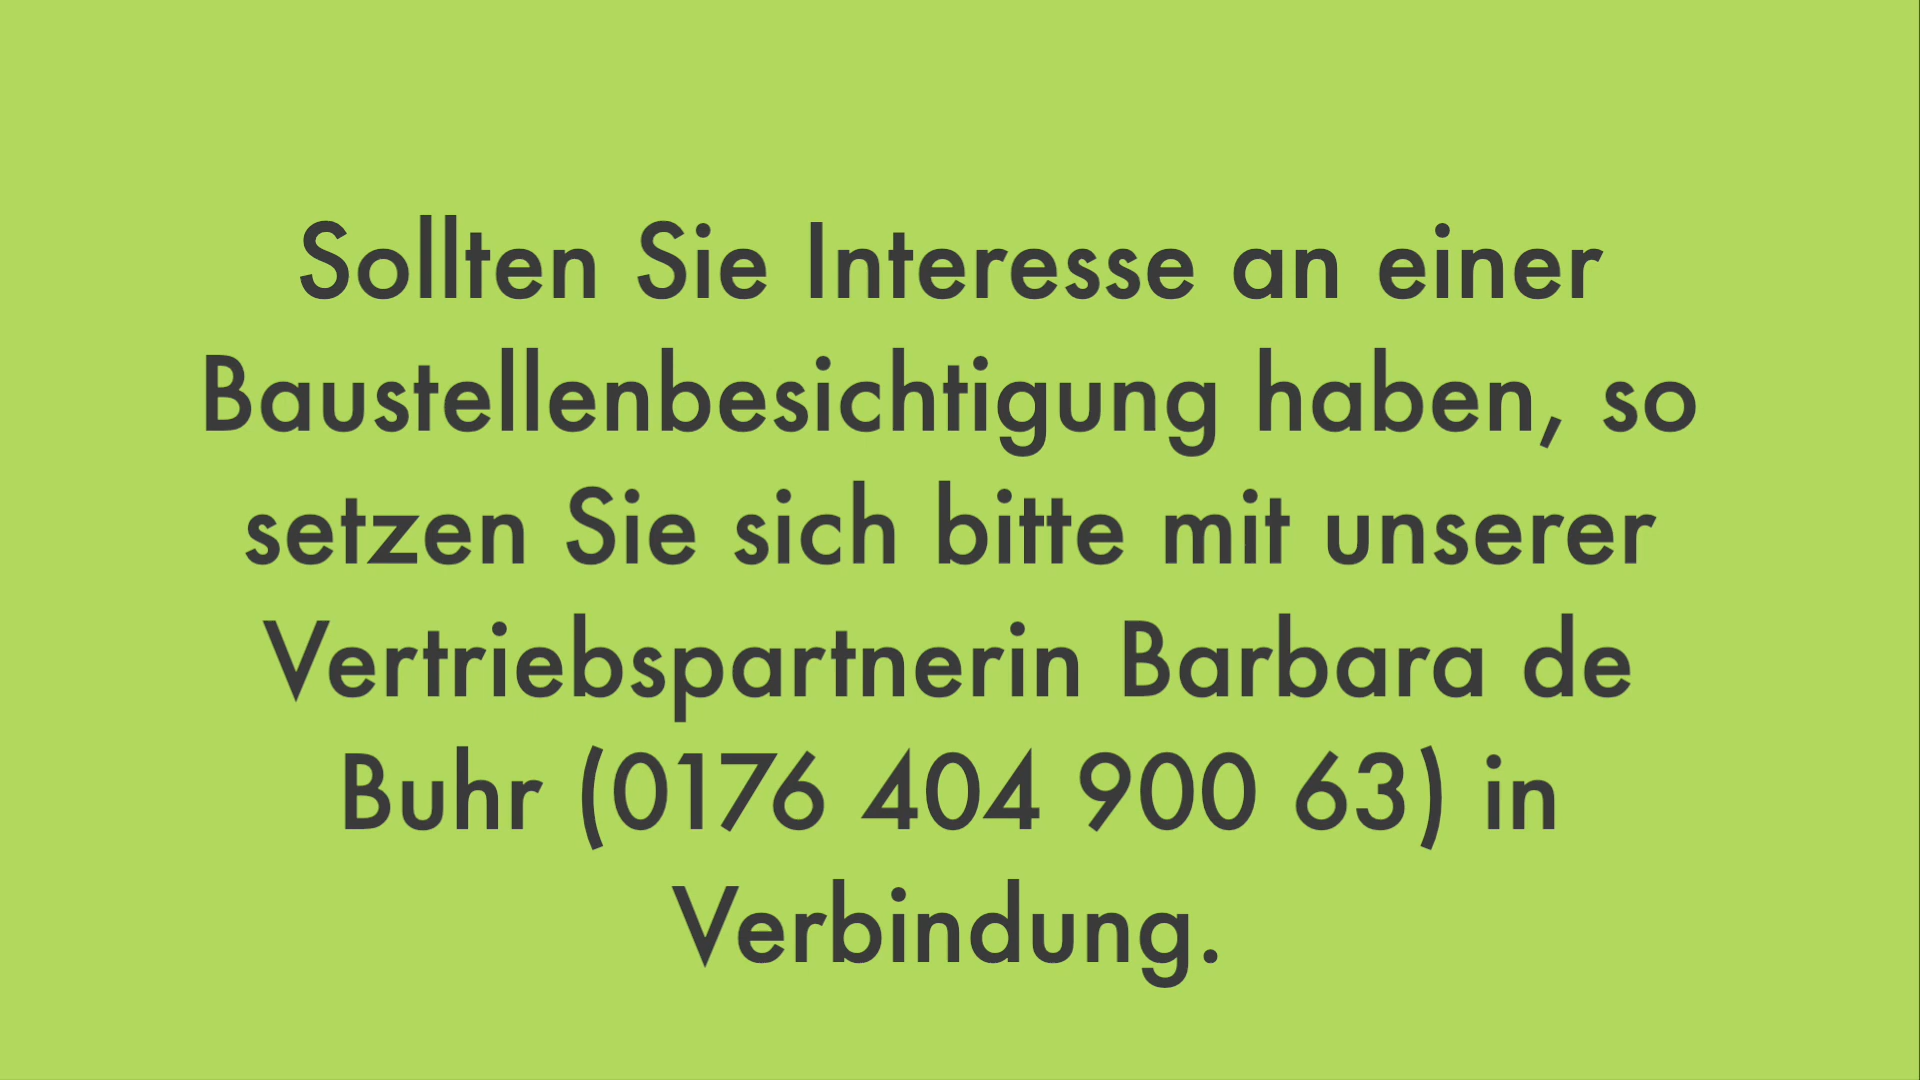 Sollten Sie Interesse an einer
Baustellenbesichtigung haben, so
setzen Sie sich bitte mit unserer
Vertriebspartnerin Barbara de
Buhr (0176 404 900 63) in
Verbindung.